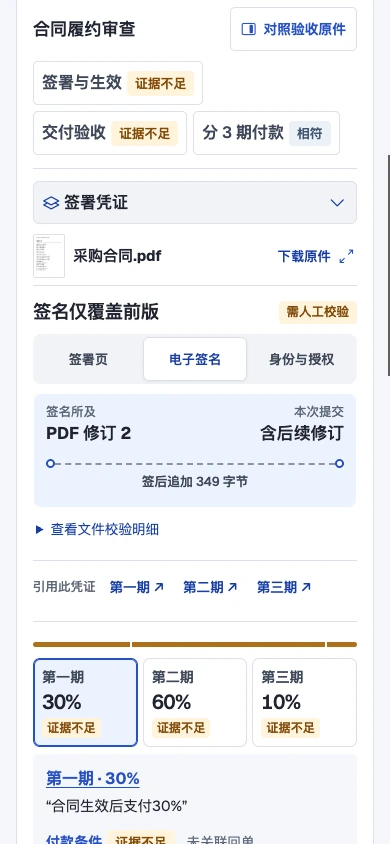 合同履约审查
对照验收原件
签署与生效 证据不足
交付验收 证据不足 分 3 期付款 相符
签署凭证
采购合同.pdf 下载原件
签名仅覆盖前版 需人工校验
签署页 电子签名 身份与授权
签名所及 本次提交
PDF 修订 2 含后续修订
签后追加 349 字节
查看文件校验明细
引用此凭证 第一期 ↗ 第二期 ↗ 第三期 ↗
第一期 第二期 第三期
30% 60% 10%
证据不足 证据不足 证据不足
第一期 · 30%
“合同生效后支付30%”
付款条件 证据不足 未关联回单